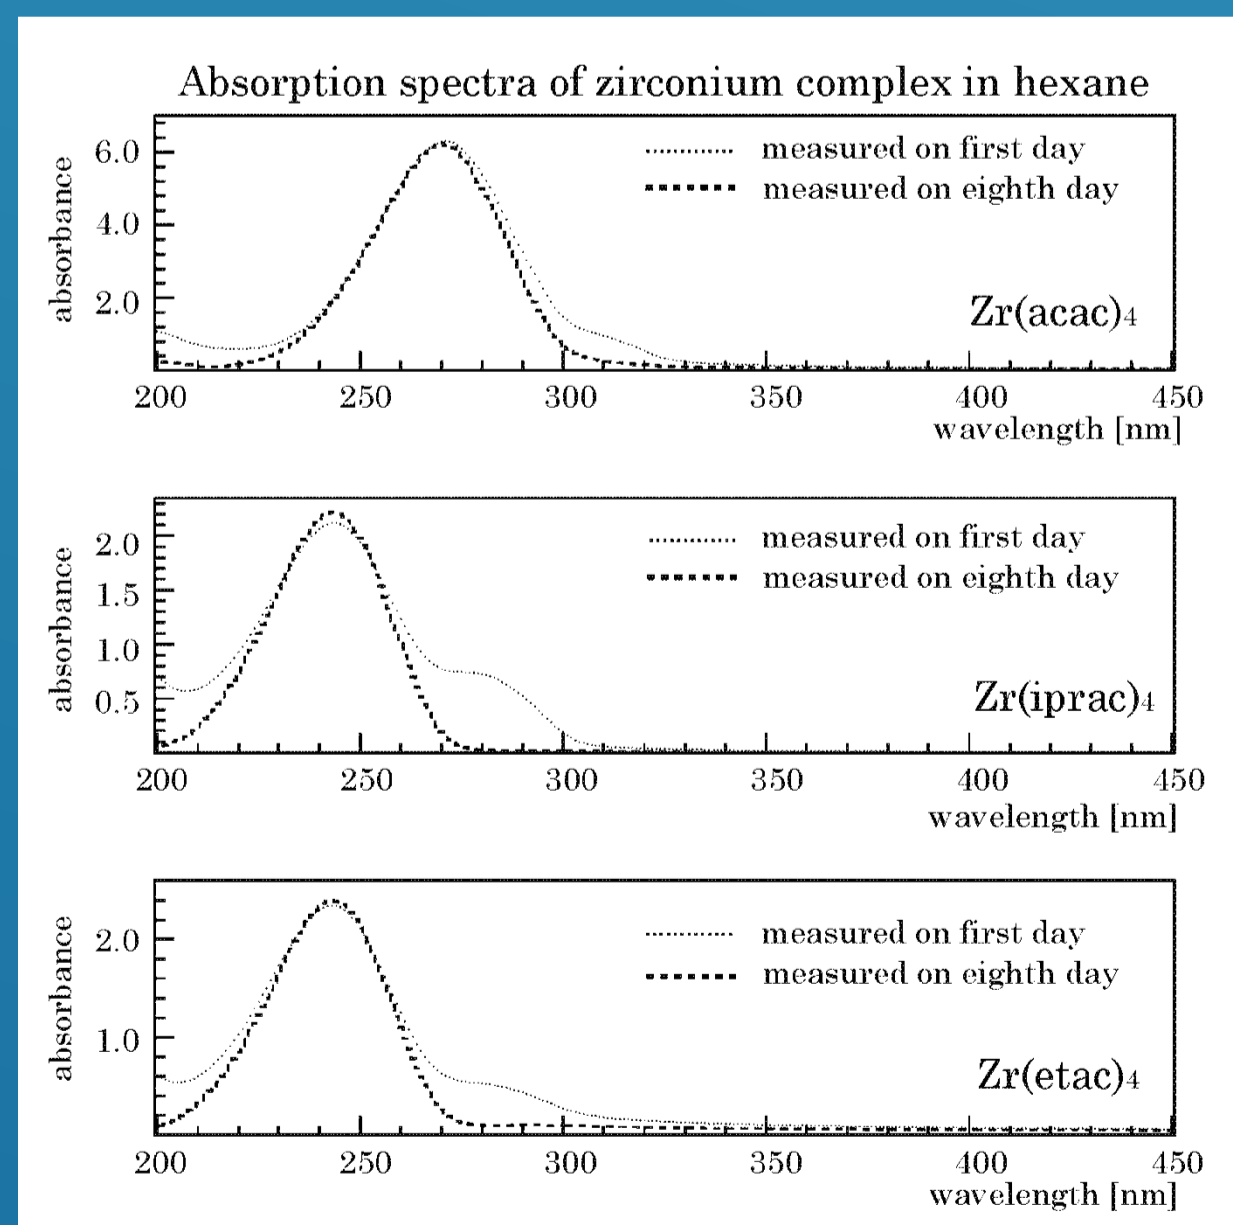 Absorption spectra of zirconium complex in hexane
absorbance
6.0
4.0
2.0
measured on first day
measured on eighth day
Zr(acac)4
200 250 300 350 400 450
wavelength [nm]
absorbance
2.0
1.5
1.0
0.5
measured on first day
measured on eighth day
Zr(iprac)4
200 250 300 350 400 450
wavelength [nm]
absorbance
2.0
1.0
measured on first day
measured on eighth day
Zr(etac)4
200 250 300 350 400 450
wavelength [nm]